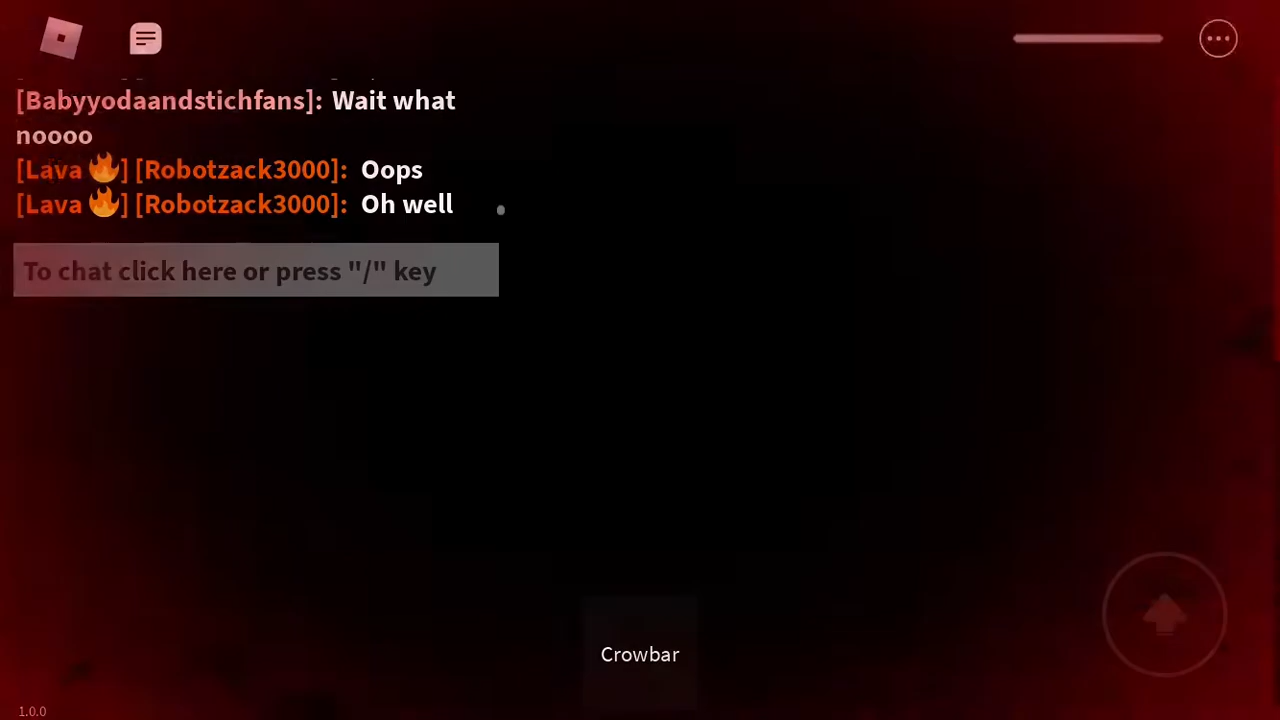 [Babyyodaandstichfans]: Wait what
noooo
[Lava 🔥] [Robotzack3000]: Oops
[Lava 🔥] [Robotzack3000]: Oh well
To chat click here or press "/" key
Crowbar
1.0.0